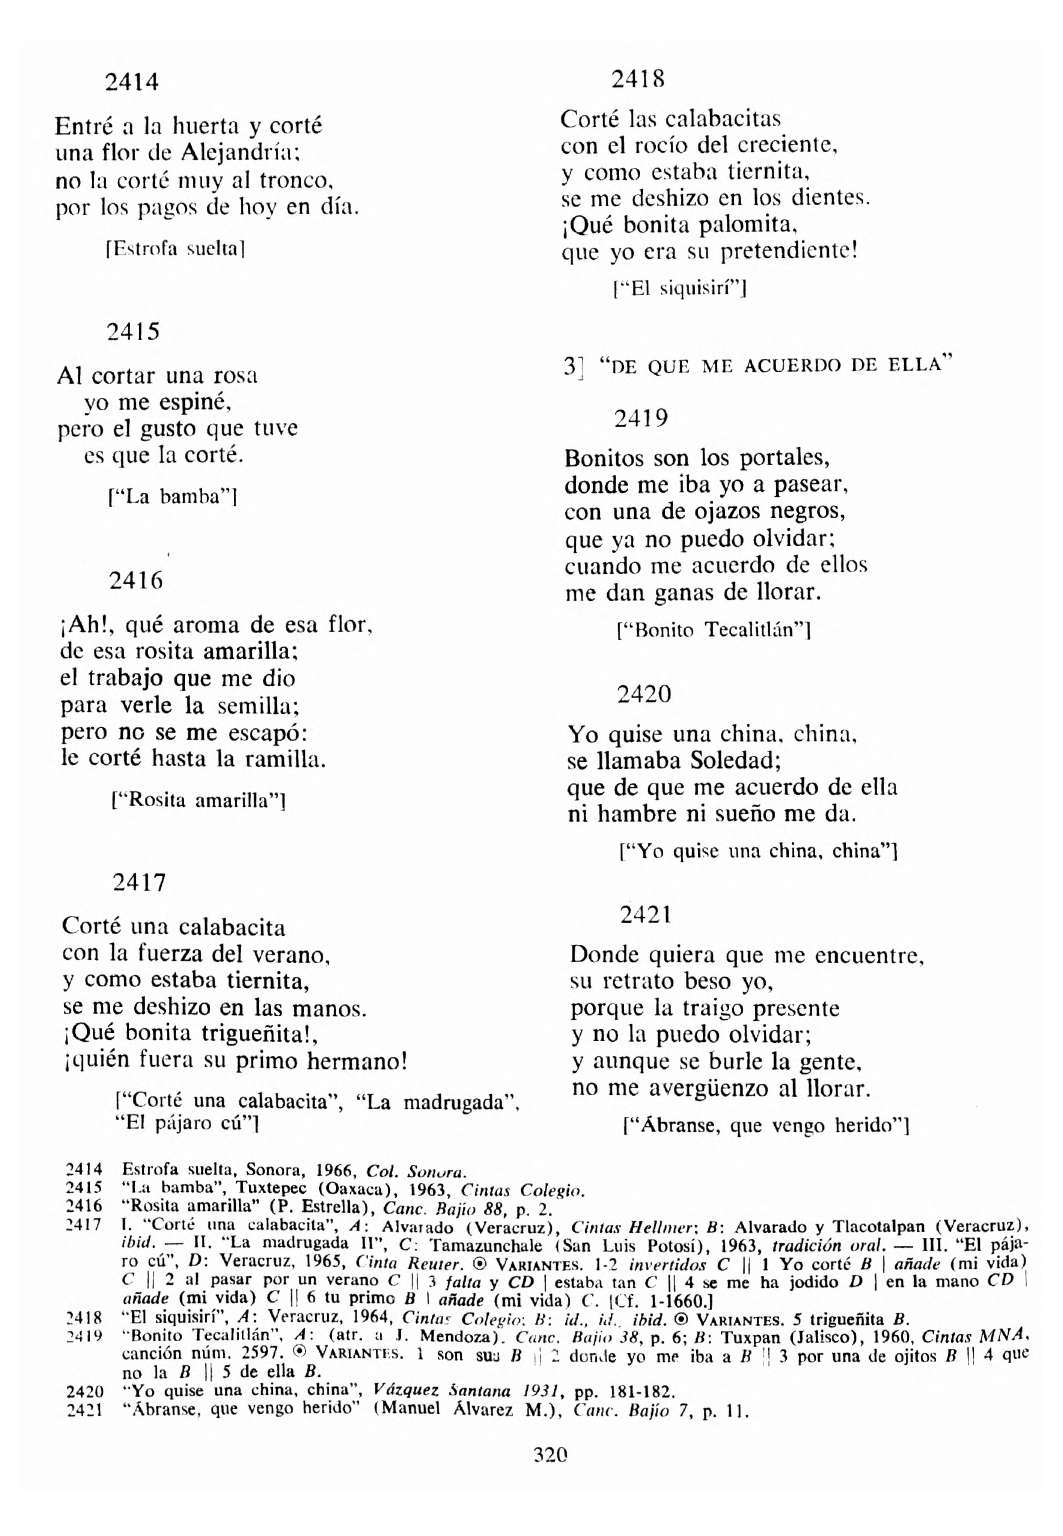 2414
Entré a la huerta y corté
una flor de Alejandría;
no la corté muy al tronco,
por los pagos de hoy en día.
[Estrofa suelta]
2415
Al cortar una rosa
yo me espiné,
pero el gusto que tuve
es que la corté.
[“La bamba”]
2416
¡Ah!, qué aroma de esa flor,
de esa rosita amarilla;
el trabajo que me dio
para verle la semilla;
pero no se me escapó:
le corté hasta la ramilla.
[“Rosita amarilla”]
2417
Corté una calabacita
con la fuerza del verano,
y como estaba tiernita,
se me deshizo en las manos.
¡Qué bonita trigueñita!,
¡quién fuera su primo hermano!
[“Corté una calabacita”, “La madrugada”,
“El pájaro cú”]
2418
Corté las calabacitas
con el rocío del creciente,
y como estaba tiernita,
se me deshizo en los dientes.
¡Qué bonita palomita,
que yo era su pretendiente!
[“El siquisirí”]
3] “DE QUE ME ACUERDO DE ELLA”
2419
Bonitos son los portales,
donde me iba yo a pasear,
con una de ojazos negros,
que ya no puedo olvidar;
cuando me acuerdo de ellos
me dan ganas de llorar.
[“Bonito Tecalitlán”]
2420
Yo quise una china, china,
se llamaba Soledad;
que de que me acuerdo de ella
ni hambre ni sueño me da.
[“Yo quise una china, china”]
2421
Donde quiera que me encuentre,
su retrato beso yo,
porque la traigo presente
y no la puedo olvidar;
y aunque se burle la gente,
no me avergüenzo al llorar.
[“Ábranse, que vengo herido”]
2414 Estrofa suelta, Sonora, 1966, Col. Sonora.
2415 “La bamba”, Tuxtepec (Oaxaca), 1963, Cintas Colegio.
2416 “Rosita amarilla” (P. Estrella), Canc. Bajío 88, p. 2.
2417 I. “Corté una calabacita”, A: Alvarado (Veracruz), Cintas Hellmer; B: Alvarado y Tlacotalpan (Veracruz),
ibid. — II. “La madrugada II”, C: Tamazunchale (San Luis Potosí), 1963, tradición oral. — III. “El pája-
ro cú”, D: Veracruz, 1965, Cinta Reuter. ® VARIANTES. 1-2 invertidos C || 1 Yo corté B | añade (mi vida)
C || 2 al pasar por un verano C || 3 falta y CD | estaba tan C || 4 se me ha jodido D | en la mano CD |
añade (mi vida) C || 6 tu primo B | añade (mi vida) C. [Cf. 1-1660.]
2418 “El siquisirí”, A: Veracruz, 1964, Cintas Colegio; B: id., id., ibid. ® VARIANTES. 5 trigueñita B.
2419 “Bonito Tecalitlán”, A: (atr. a J. Mendoza). Canc. Bajío 38, p. 6; B: Tuxpan (Jalisco), 1960, Cintas MNA,
canción núm. 2597. ® VARIANTES. 1 son sus B || 2 donde yo me iba a B || 3 por una de ojitos B || 4 que
no la B || 5 de ella B.
2420 “Yo quise una china, china”, Vázquez Santana 1931, pp. 181-182.
2421 “Ábranse, que vengo herido” (Manuel Álvarez M.), Canc. Bajío 7, p. 11.
320